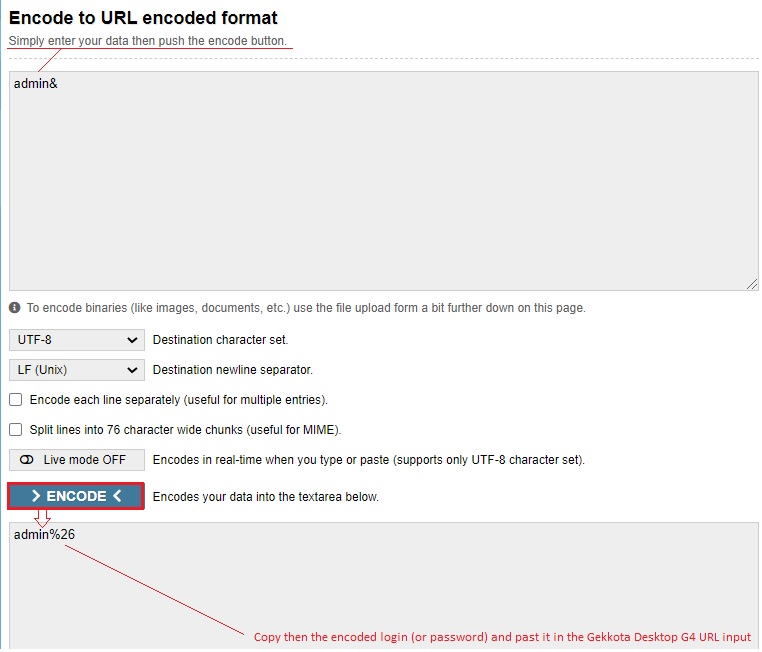 Encode to URL encoded format
Simply enter your data then push the encode button.
admin&
To encode binaries (like images, documents, etc.) use the file upload form a bit further down on this page.
UTF-8 Destination character set.
LF (Unix) Destination newline separator.
Encode each line separately (useful for multiple entries).
Split lines into 76 character wide chunks (useful for MIME).
Live mode OFF Encodes in real-time when you type or paste (supports only UTF-8 character set).
> ENCODE < Encodes your data into the textarea below.
admin%26
Copy then the encoded login (or password) and past it in the Gekkota Desktop G4 URL input